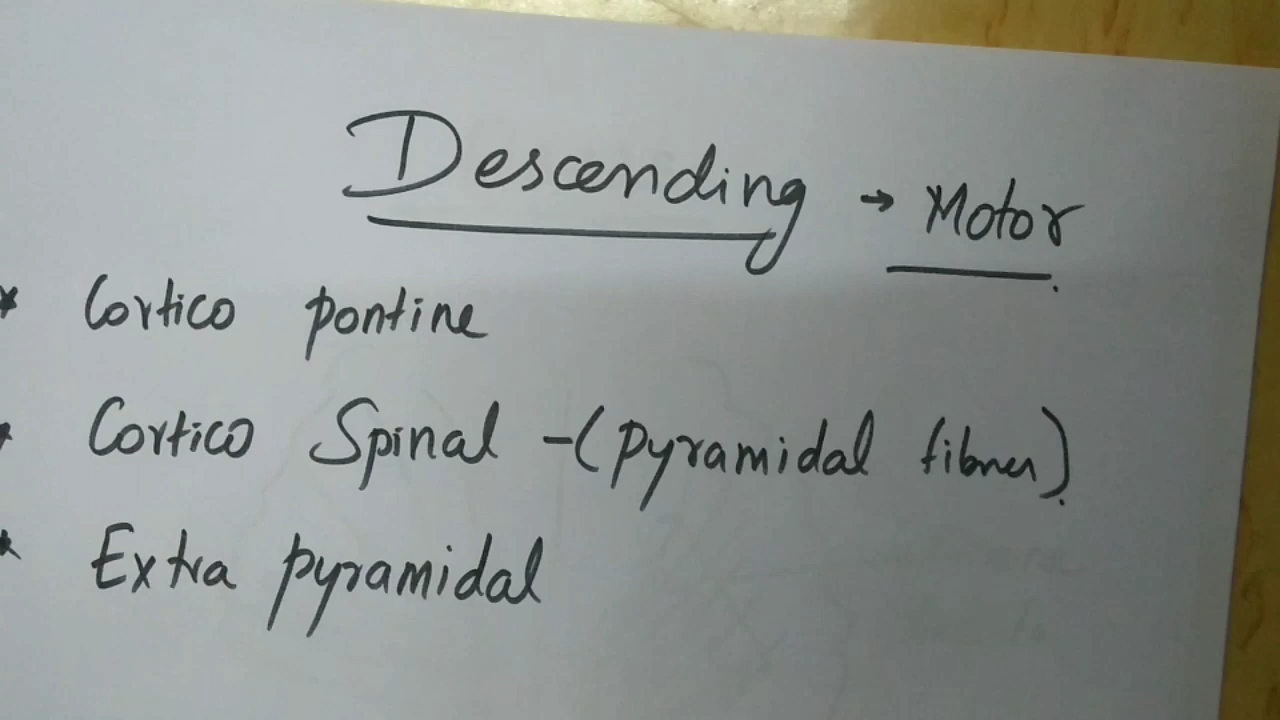 Descending → Motor.
* Cortico pontine
* Cortico Spinal - (pyramidal fibres).
* Extra pyramidal